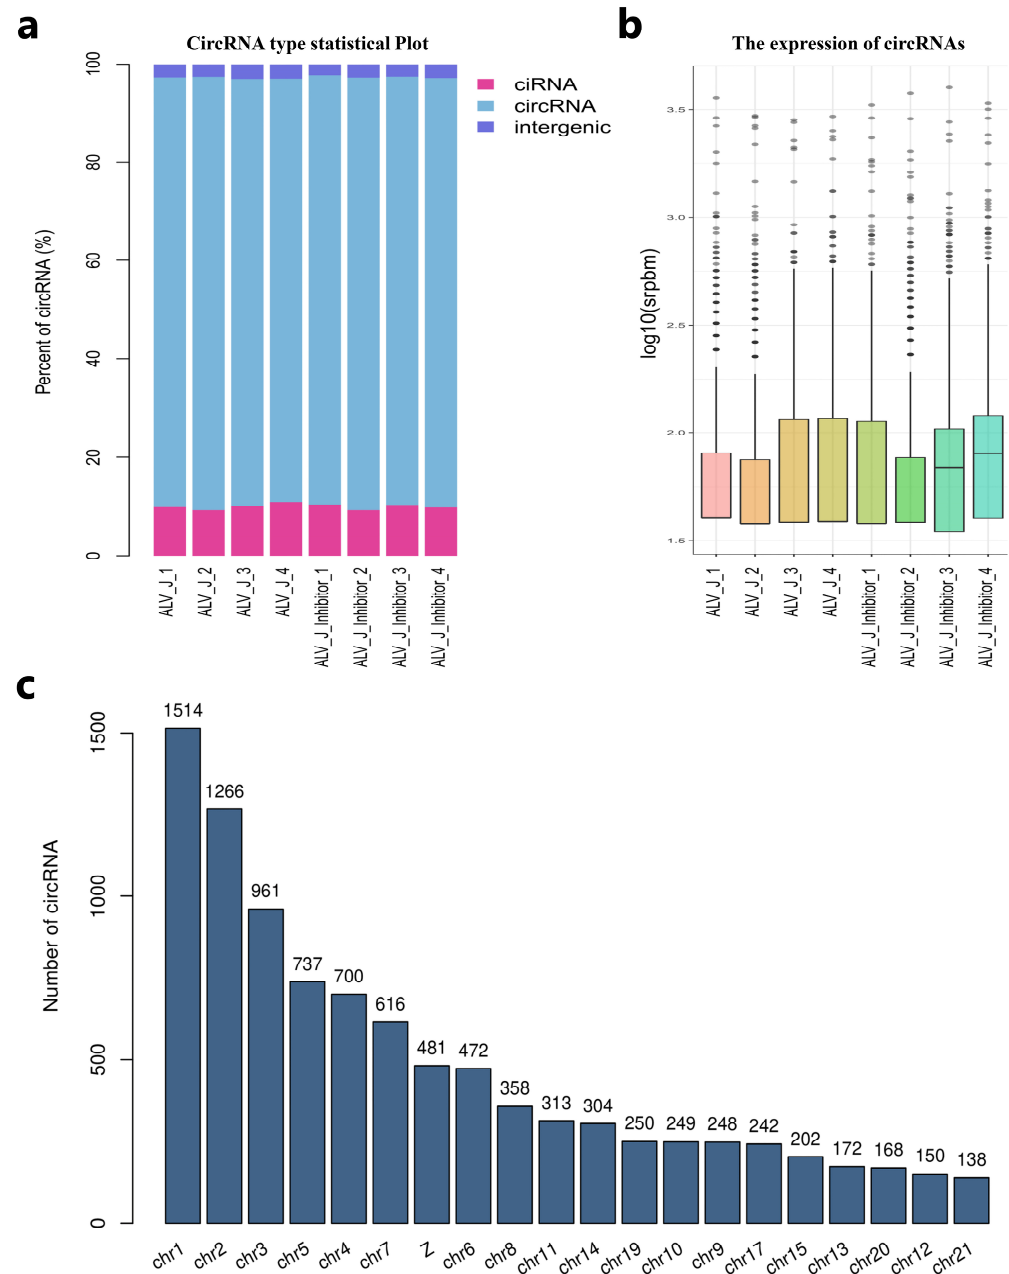 a
CircRNA type statistical Plot
Percent of circRNA (%)
100
80
60
40
20
0
ciRNA
circRNA
intergenic
ALV_J_1
ALV_J_2
ALV_J_3
ALV_J_4
ALV_J_Inhibitor_1
ALV_J_Inhibitor_2
ALV_J_Inhibitor_3
ALV_J_Inhibitor_4
b
The expression of circRNAs
log10(srpbm)
3.5
3.0
2.5
2.0
1.6
ALV_J_1
ALV_J_2
ALV_J_3
ALV_J_4
ALV_J_Inhibitor_1
ALV_J_Inhibitor_2
ALV_J_Inhibitor_3
ALV_J_Inhibitor_4
c
Number of circRNA
1500
1000
500
0
1514
1266
961
737
700
616
481
472
358
313
304
250
249
248
242
202
172
168
150
138
chr1
chr2
chr3
chr5
chr4
chr7
Z
chr6
chr8
chr11
chr14
chr19
chr10
chr9
chr17
chr15
chr13
chr20
chr12
chr21